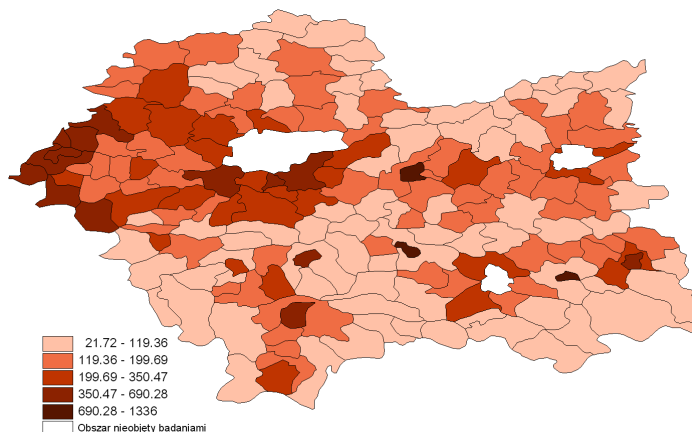 21.72 - 119.36
119.36 - 199.69
199.69 - 350.47
350.47 - 690.28
690.28 - 1336
Obszar nieobjęty badaniami